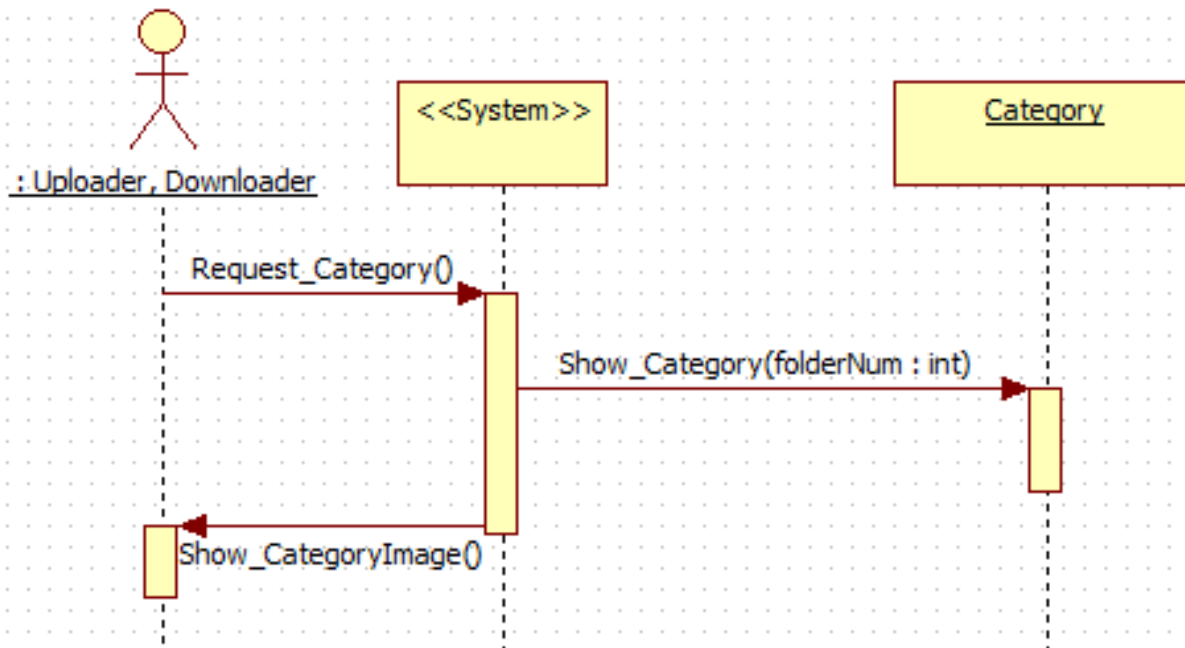 <<System>>
Category
: Uploader, Downloader
Request_Category()
Show_Category(folderNum : int)
Show_CategoryImage()